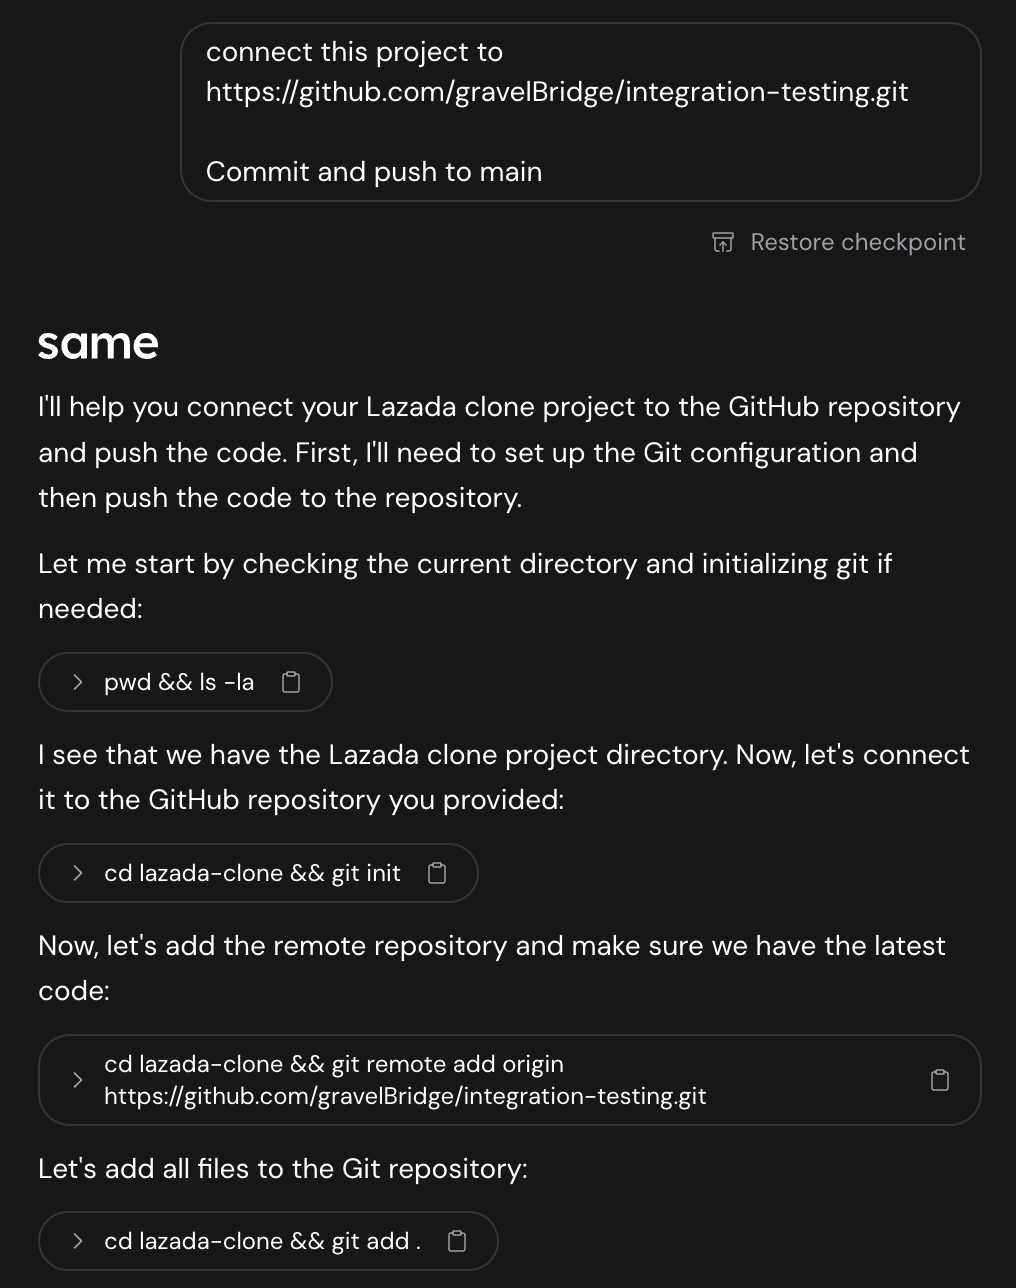 connect this project to
https://github.com/gravelBridge/integration-testing.git
Commit and push to main
Restore checkpoint
same
I'll help you connect your Lazada clone project to the GitHub repository
and push the code. First, I'll need to set up the Git configuration and
then push the code to the repository.
Let me start by checking the current directory and initializing git if
needed:
pwd && ls -la
I see that we have the Lazada clone project directory. Now, let's connect
it to the GitHub repository you provided:
cd lazada-clone && git init
Now, let's add the remote repository and make sure we have the latest
code:
cd lazada-clone && git remote add origin
https://github.com/gravelBridge/integration-testing.git
Let's add all files to the Git repository:
cd lazada-clone && git add .